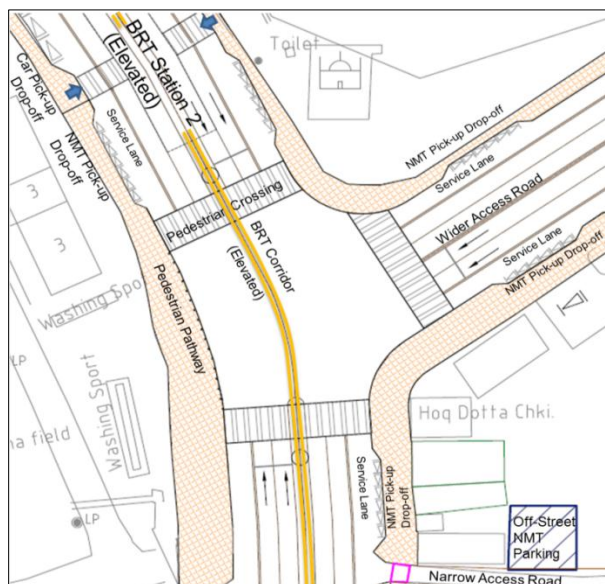 BRT Station-2
(Elevated)
Toilet
Car Pick-up
Drop-off
NMT Pick-up
Drop-off
Service Lane
NMT Pick-up Drop-off
Service Lane
Wider Access Road
Service Lane
NMT Pick-up Drop-off
Pedestrian Crossing
BRT Corridor
(Elevated)
3
3
Washing Spo
Pedestrian Pathway
LP
Washing Sport
na field
LP
Hoq Dotta Chki.
Service Lane
NMT Pick-up
Drop-off
Off-Street
NMT
Parking
Narrow Access Road